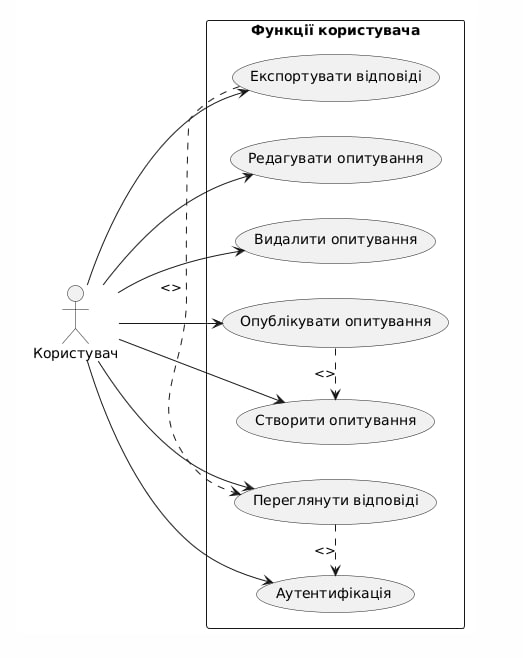 Функції користувача
Експортувати відповіді
Редагувати опитування
Видалити опитування
<>
Опублікувати опитування
Користувач
<>
Створити опитування
Переглянути відповіді
<>
Аутентифікація